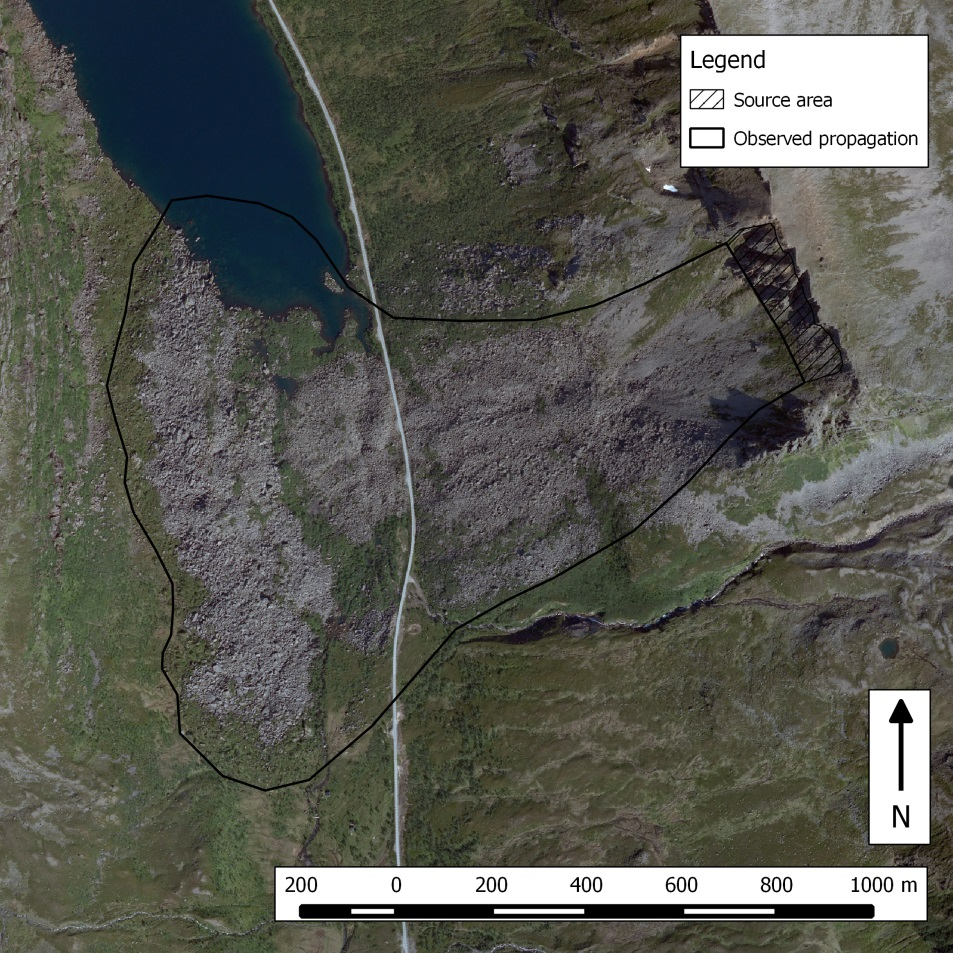 Legend
Source area
Observed propagation
N
200 0 200 400 600 800 1000 m